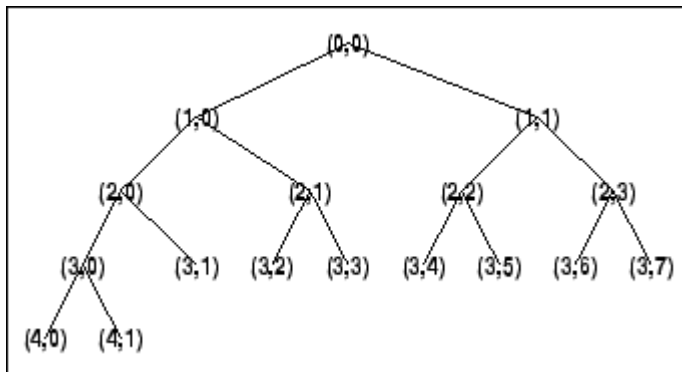 (0,0)
(1,0) (1,1)
(2,0) (2,1) (2,2) (2,3)
(3,0) (3,1) (3,2) (3,3) (3,4) (3,5) (3,6) (3,7)
(4,0) (4,1)